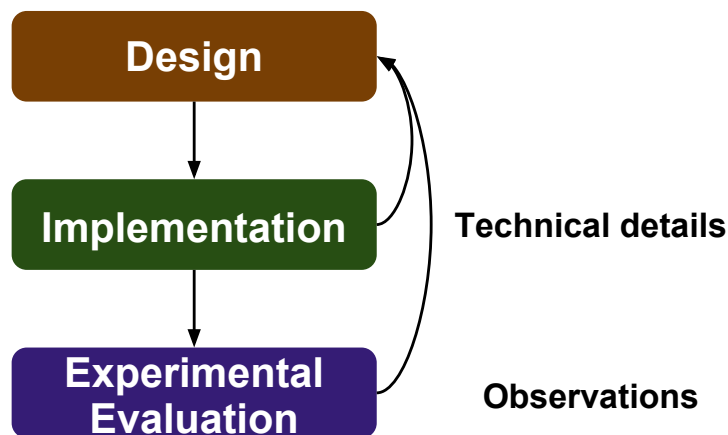 Design
Implementation
Technical details
Experimental
Evaluation
Observations